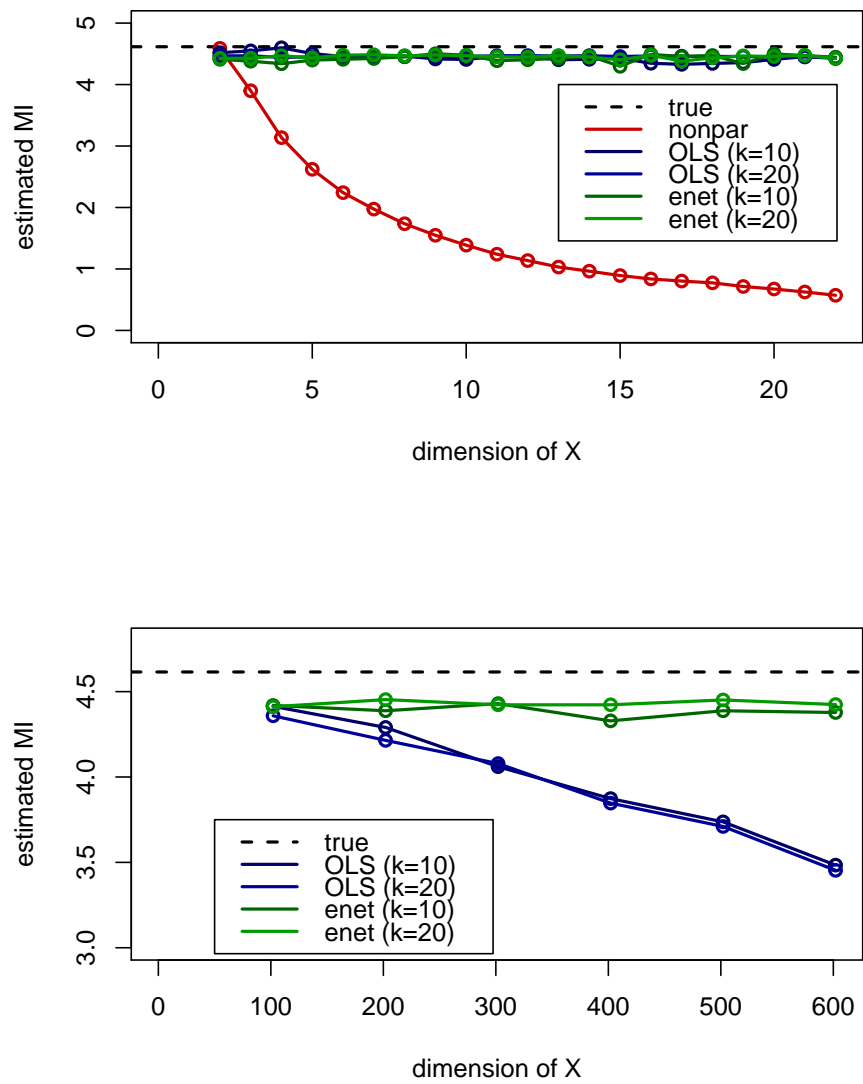 estimated MI
5
4
3
2
1
0
true
nonpar
OLS (k=10)
OLS (k=20)
enet (k=10)
enet (k=20)
0 5 10 15 20
dimension of X
estimated MI
4.5
4.0
3.5
3.0
true
OLS (k=10)
OLS (k=20)
enet (k=10)
enet (k=20)
0 100 200 300 400 500 600
dimension of X